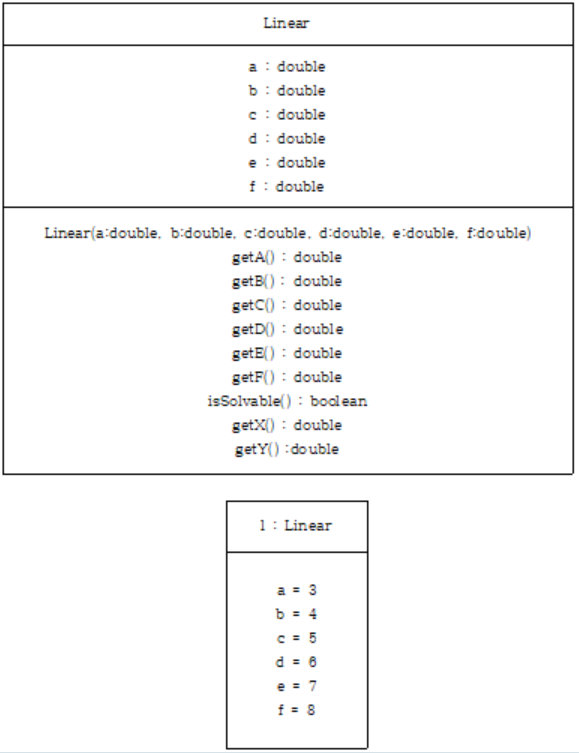 Linear
a : double
b : double
c : double
d : double
e : double
f : double
Linear(a:double, b:double, c:double, d:double, e:double, f:double)
getA() : double
getB() : double
getC() : double
getD() : double
getE() : double
getF() : double
isSolvable() : boolean
getX() : double
getY() :double
l : Linear
a = 3
b = 4
c = 5
d = 6
e = 7
f = 8